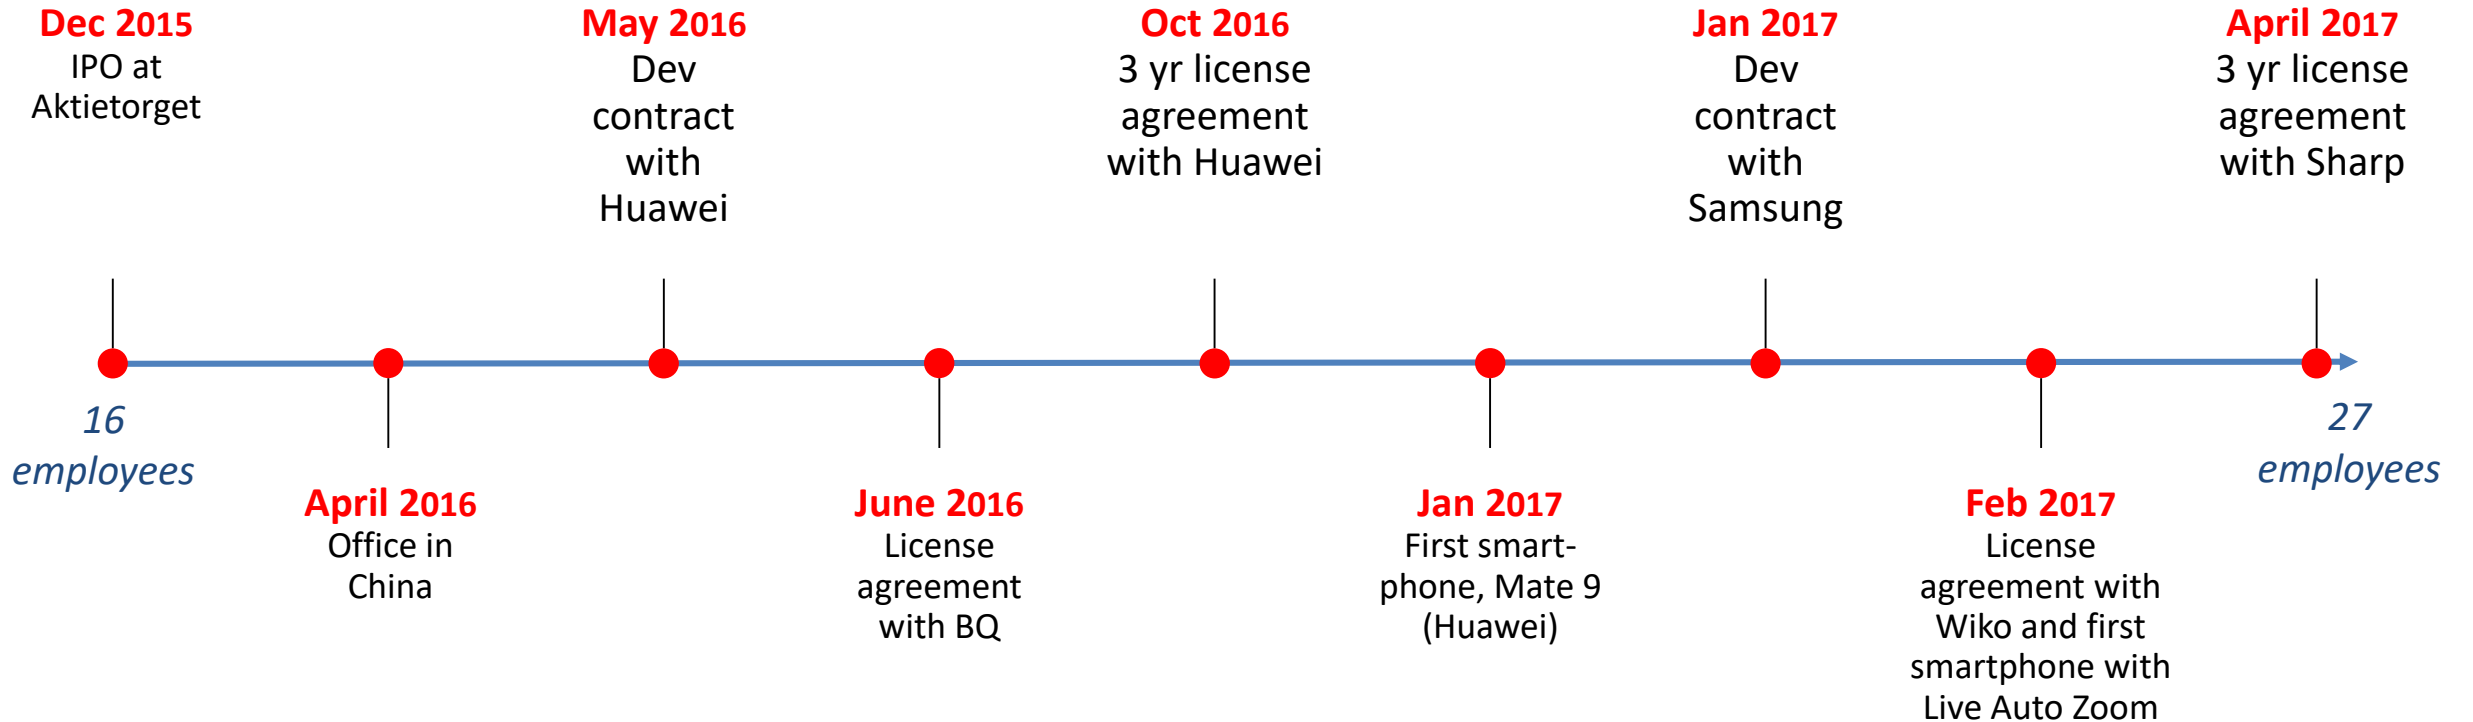 Dec 2015
IPO at
Aktietorget
May 2016
Dev
contract
with
Huawei
Oct 2016
3 yr license
agreement
with Huawei
Jan 2017
Dev
contract
with
Samsung
April 2017
3 yr license
agreement
with Sharp
16
employees
27
employees
April 2016
Office in
China
June 2016
License
agreement
with BQ
Jan 2017
First smart-
phone, Mate 9
(Huawei)
Feb 2017
License
agreement with
Wiko and first
smartphone with
Live Auto Zoom